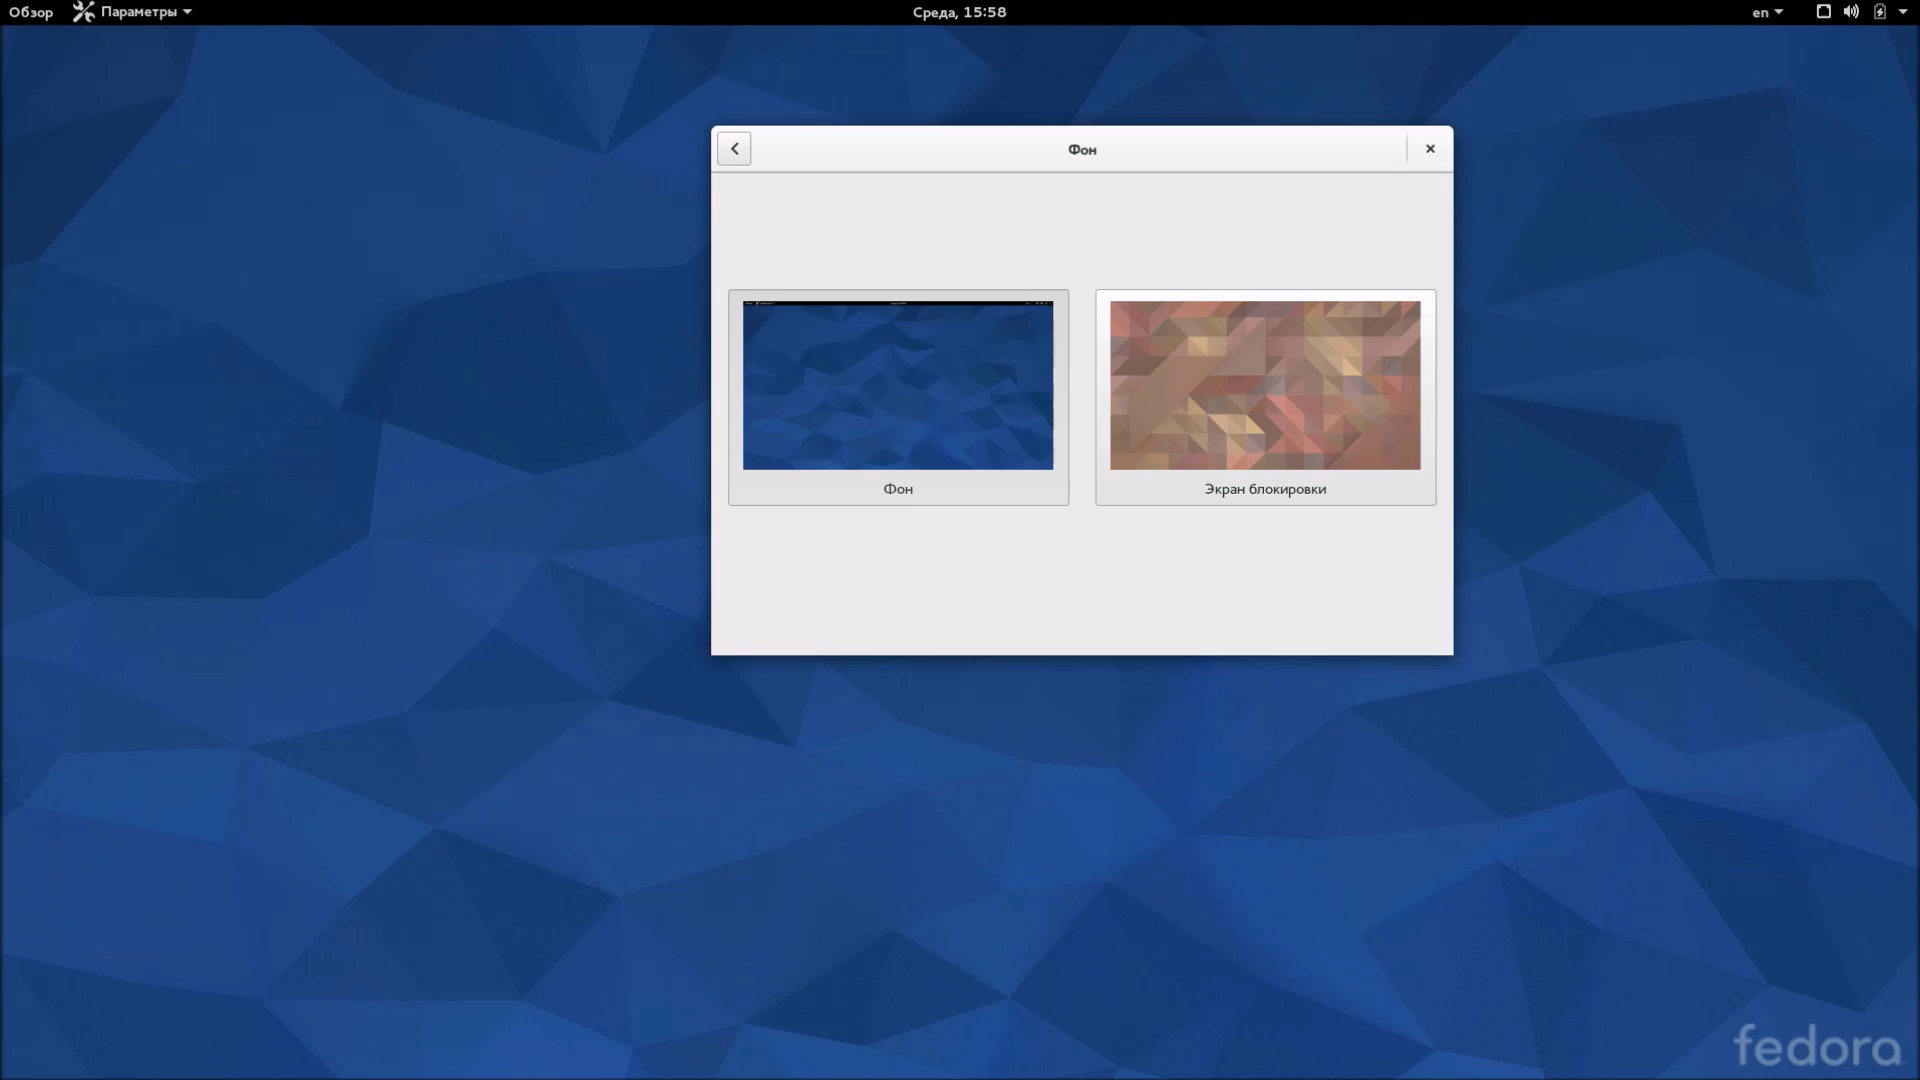 Обзор Параметры Среда, 15:58 en
Фон
Фон Экран блокировки
fedora